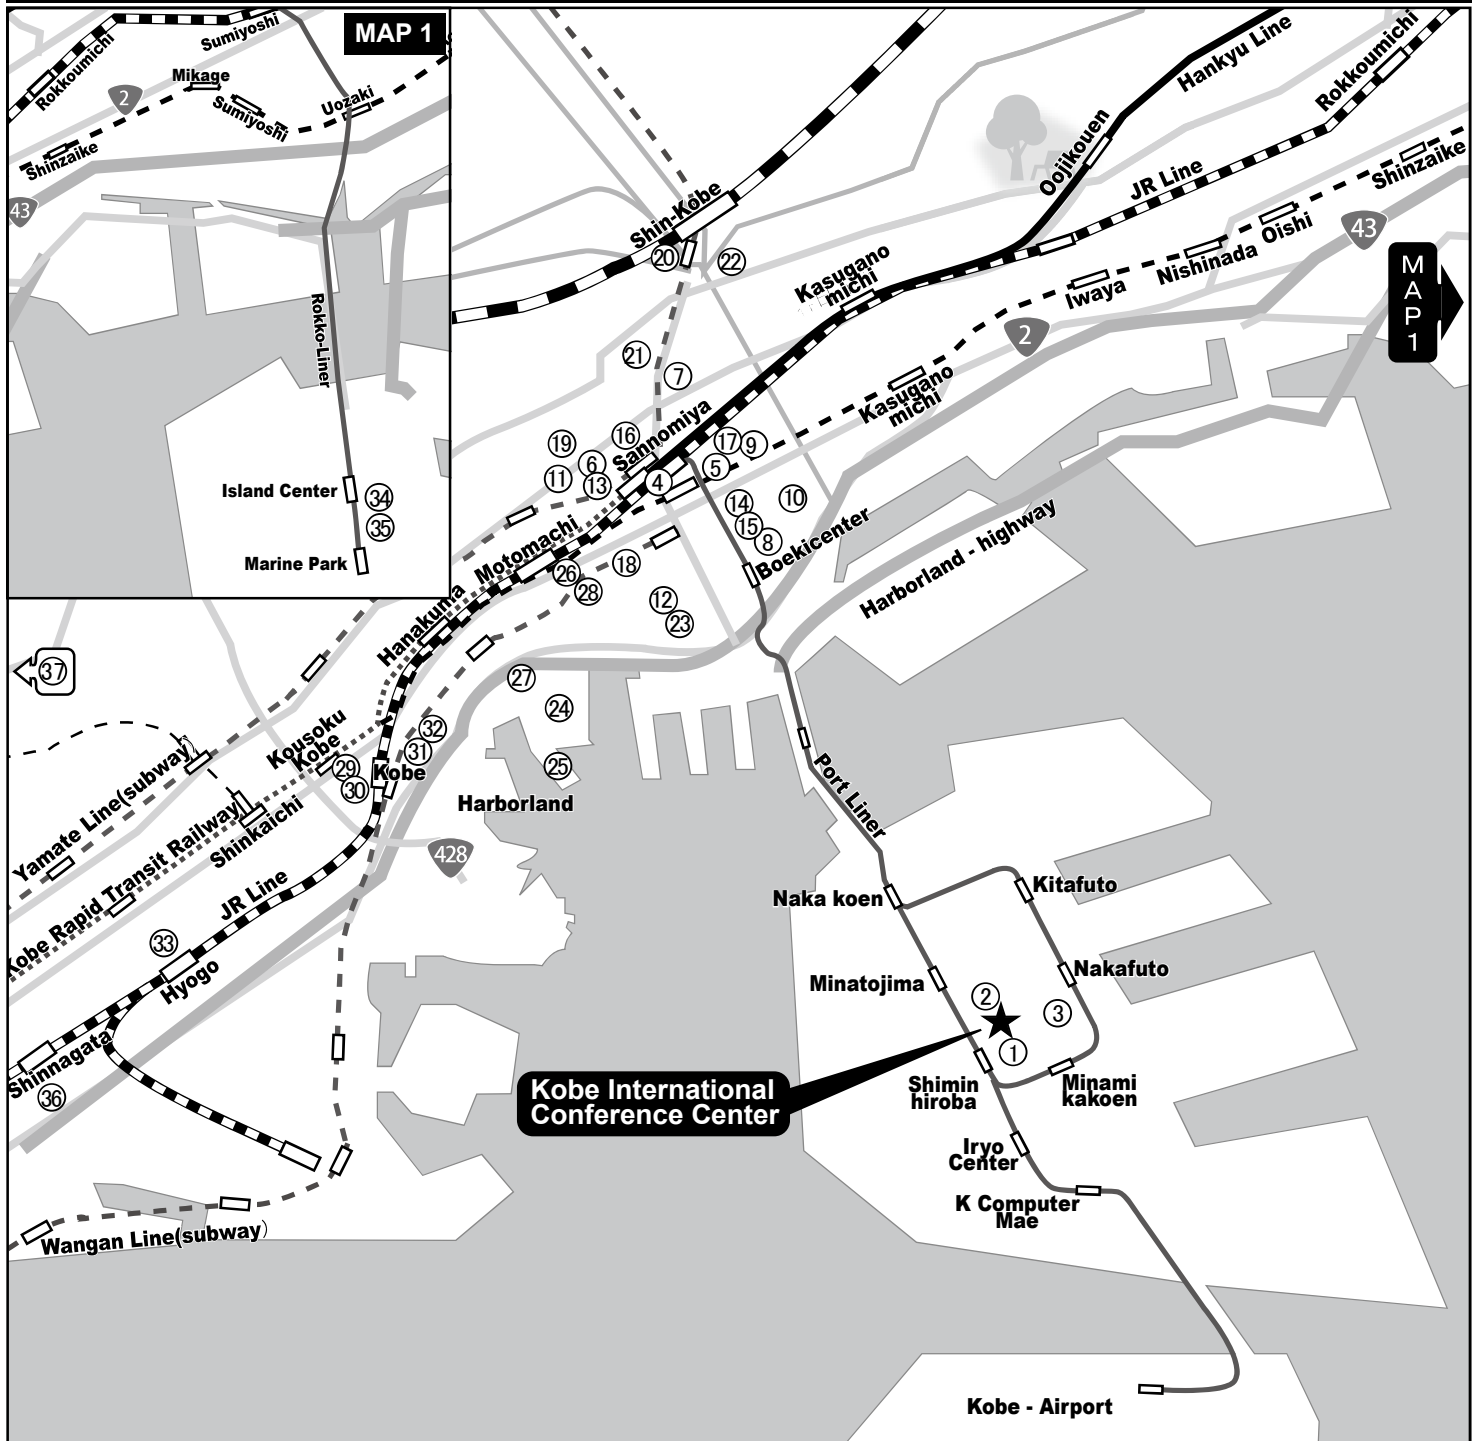 MAP 1
Sumiyoshi
Rokkoumichi
Mikage
2
Sumiyoshi
Uozaki
Shinzaike
43
Rokko-Liner
Island Center
34
35
Marine Park
Hankyu Line
Rokkoumichi
Oojikouen
JR Line
Shinzaike
Oishi
Nishinada
Iwaya
43
M
A
P
1
Shin-Kobe
20
22
Kasugano
michi
2
21
7
Kasugano
michi
Sannomiya
16
19
17
9
6
11
13
4
5
14
10
15
8
Boekicenter
Harborland - highway
Motomachi
18
26
28
12
23
Hanakuma
37
27
24
32
31
25
Kousoku
Kobe
29
30
Kobe
Harborland
Port Liner
Yamate Line(subway)
Kobe Rapid Transit Railway
Shinkaichi
428
JR Line
33
Hyogo
Shinnagata
36
Naka koen
Kitafuto
Minatojima
Nakafuto
2
3
1
Kobe International
Conference Center
Shimin
hiroba
Minami
kakoen
Iryo
Center
K Computer
Mae
Wangan Line(subway)
Kobe - Airport